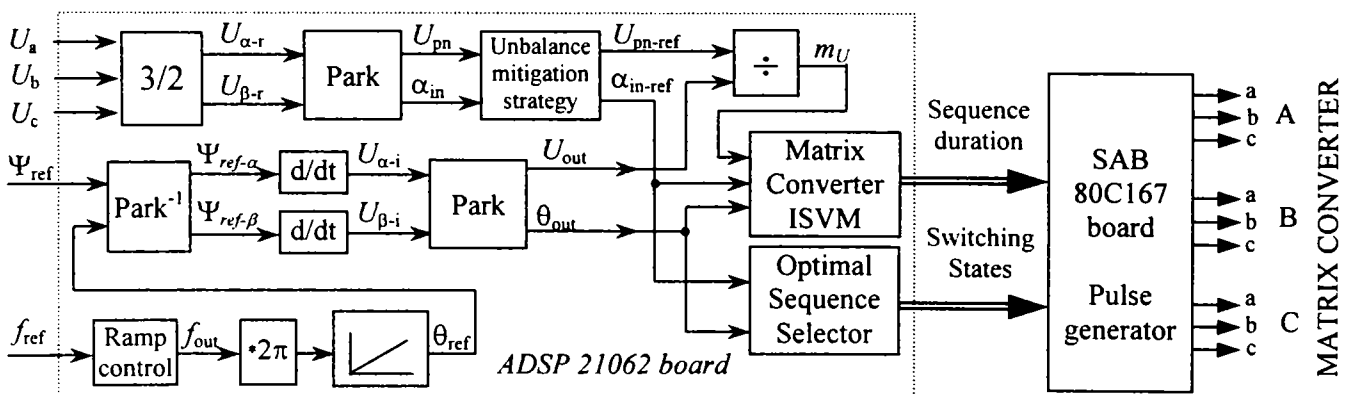 U_a
U_b
U_c
3/2
U_α-r
U_β-r
Park
U_pn
α_in
Unbalance
mitigation
strategy
U_pn-ref
α_in-ref
÷
m_U
Ψ_ref
Park⁻¹
Ψ_ref-α
Ψ_ref-β
d/dt
d/dt
U_α-i
U_β-i
Park
U_out
θ_out
Matrix
Converter
ISVM
Optimal
Sequence
Selector
f_ref
Ramp
control
f_out
*2π
θ_ref
ADSP 21062 board
Sequence
duration
Switching
States
SAB
80C167
board
Pulse
generator
a
b
c
A
a
b
c
B
a
b
c
C
MATRIX CONVERTER